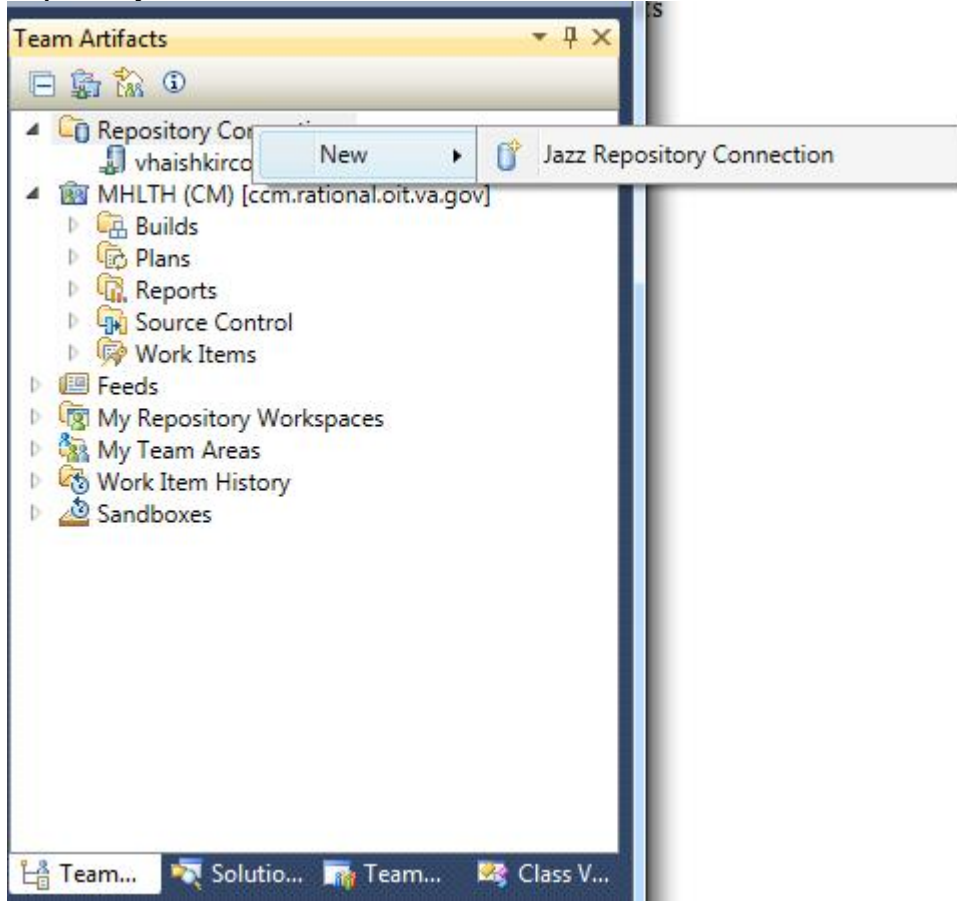 Team Artifacts
Repository Co
New
Jazz Repository Connection
vhaishkirco
MHLTH (CM) [ccm.rational.oit.va.gov]
Builds
Plans
Reports
Source Control
Work Items
Feeds
My Repository Workspaces
My Team Areas
Work Item History
Sandboxes
Team...
Solutio...
Team...
Class V...